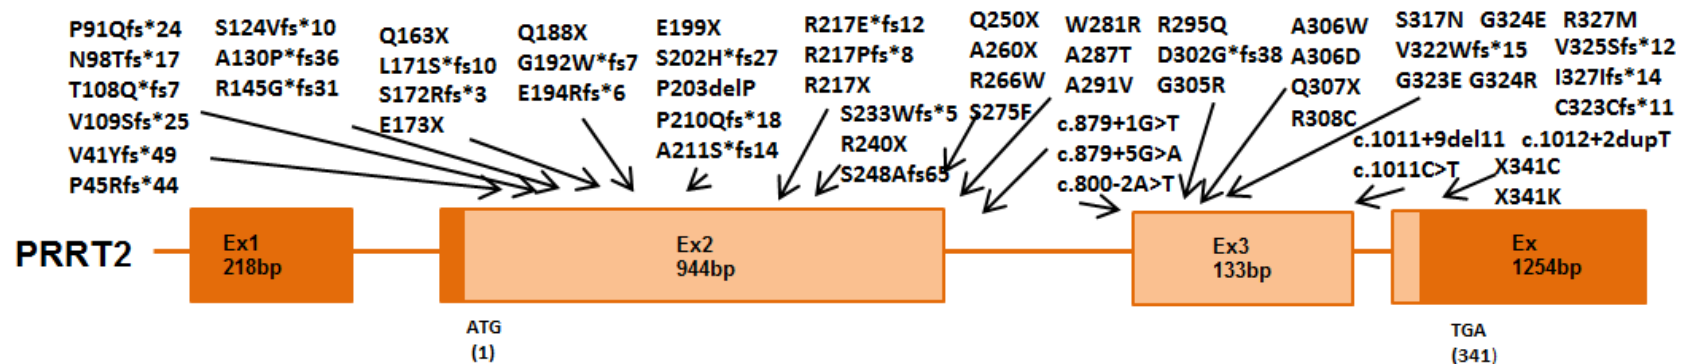 P91Qfs*24
N98Tfs*17
T108Q*fs7
V109Sfs*25
V41Yfs*49
P45Rfs*44
S124Vfs*10
A130P*fs36
R145G*fs31
Q163X
L171S*fs10
S172Rfs*3
E173X
Q188X
G192W*fs7
E194Rfs*6
E199X
S202H*fs27
P203delP
P210Qfs*18
A211S*fs14
R217E*fs12
R217Pfs*8
R217X
S233Wfs*5
R240X
S248Afs65
Q250X
A260X
R266W
S275F
W281R
A287T
A291V
c.879+1G>T
c.879+5G>A
c.800-2A>T
R295Q
D302G*fs38
G305R
A306W
A306D
Q307X
R308C
S317N G324E R327M
V322Wfs*15
G323E G324R
V325Sfs*12
I327Ifs*14
C323Cfs*11
c.1011+9del11 c.1012+2dupT
c.1011C>T
X341C
X341K
PRRT2
Ex1
218bp
Ex2
944bp
Ex3
133bp
Ex
1254bp
ATG
(1)
TGA
(341)